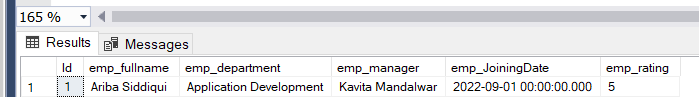 165 %
Results Messages
Id emp_fullname emp_department emp_manager emp_JoiningDate emp_rating
1 1 Ariba Siddiqui Application Development Kavita Mandalwar 2022-09-01 00:00:00.000 5